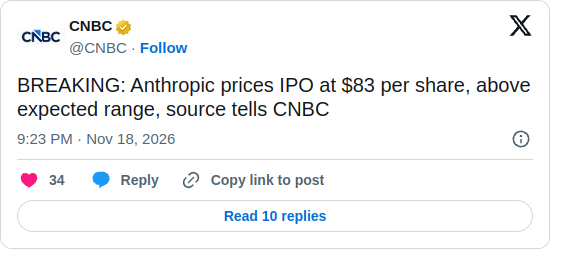 CNBC
CNBC
@CNBC · Follow
BREAKING: Anthropic prices IPO at $83 per share, above
expected range, source tells CNBC
9:23 PM · Nov 18, 2026
34
Reply
Copy link to post
Read 10 replies